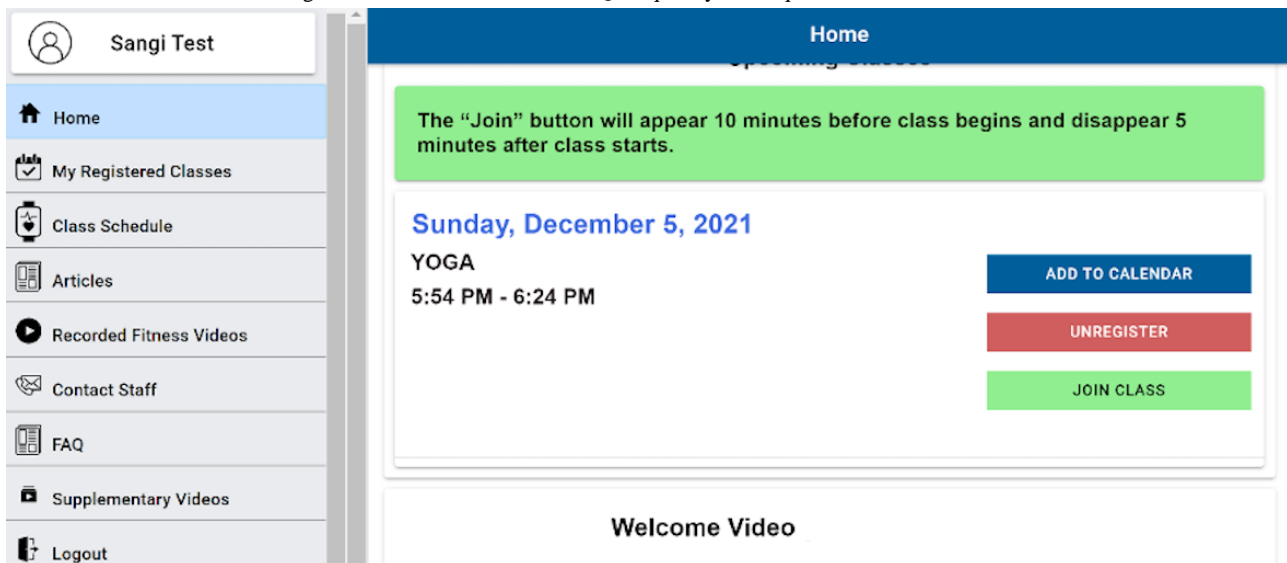 Sangi Test
Home
My Registered Classes
Class Schedule
Articles
Recorded Fitness Videos
Contact Staff
FAQ
Supplementary Videos
Logout
Home
Upcoming Classes
The “Join” button will appear 10 minutes before class begins and disappear 5
minutes after class starts.
Sunday, December 5, 2021
YOGA
5:54 PM - 6:24 PM
ADD TO CALENDAR
UNREGISTER
JOIN CLASS
Welcome Video